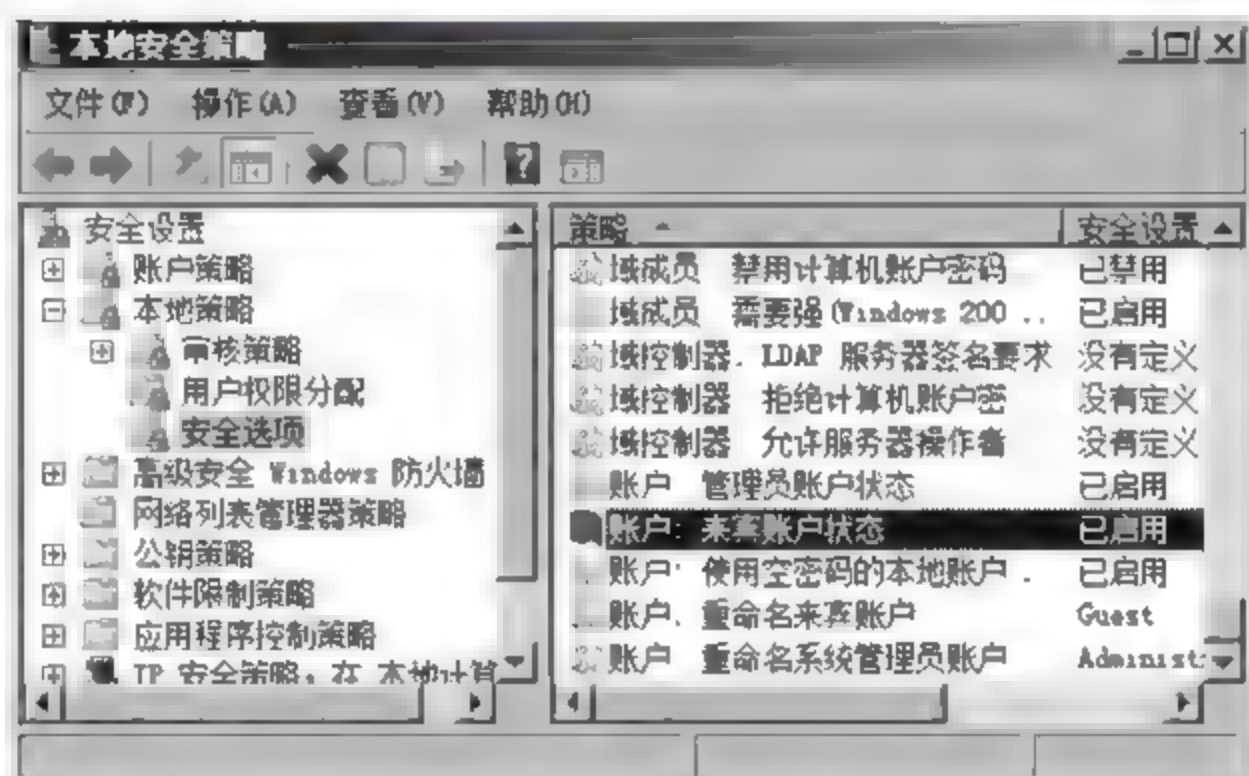 本地安全策略
文件(F) 操作(A) 查看(V) 帮助(H)
安全设置
账户策略
本地策略
审核策略
用户权限分配
安全选项
高级安全 Windows 防火墙
网络列表管理器策略
公钥策略
软件限制策略
应用程序控制策略
IP 安全策略，在 本地计算
策略 安全设置
域成员 禁用计算机账户密码 已禁用
域成员 需要强(Windows 200 .. 已启用
域控制器. LDAP 服务器签名要求 没有定义
域控制器 拒绝计算机账户密 没有定义
域控制器 允许服务器操作者 没有定义
账户 管理员账户状态 已启用
账户: 来宾账户状态 已启用
账户: 使用空密码的本地账户 . 已启用
账户. 重命名来宾账户 Guest
账户 重命名系统管理员账户 Administ